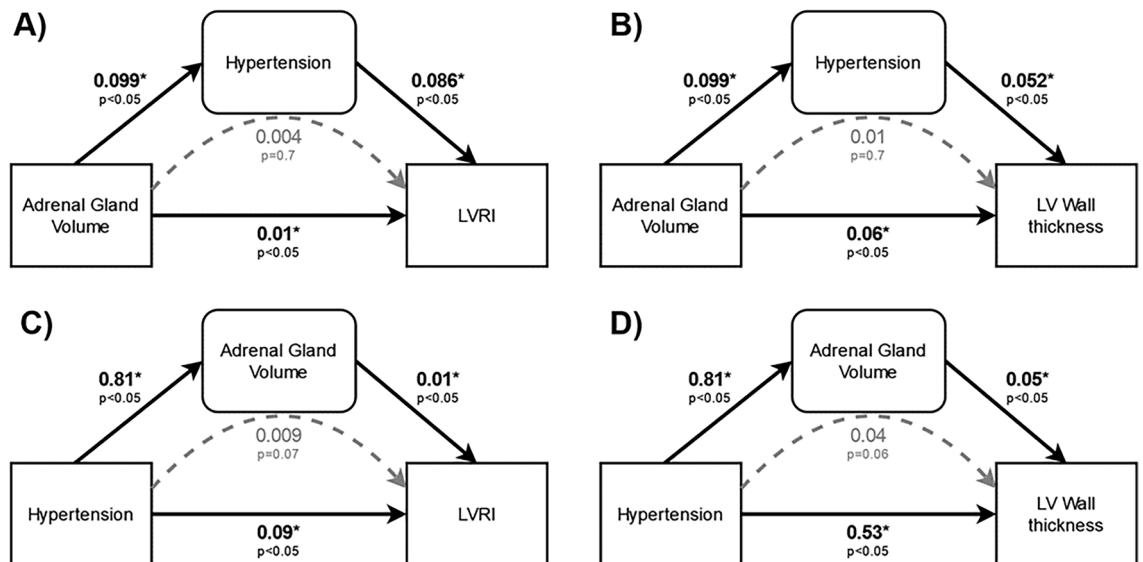 A)
Hypertension
0.099*
p<0.05
0.086*
p<0.05
0.004
p=0.7
Adrenal Gland
Volume
LVRI
0.01*
p<0.05
B)
Hypertension
0.099*
p<0.05
0.052*
p<0.05
0.01
p=0.7
Adrenal Gland
Volume
LV Wall
thickness
0.06*
p<0.05
C)
Adrenal Gland
Volume
0.81*
p<0.05
0.01*
p<0.05
0.009
p=0.07
Hypertension
LVRI
0.09*
p<0.05
D)
Adrenal Gland
Volume
0.81*
p<0.05
0.05*
p<0.05
0.04
p=0.06
Hypertension
LV Wall
thickness
0.53*
p<0.05